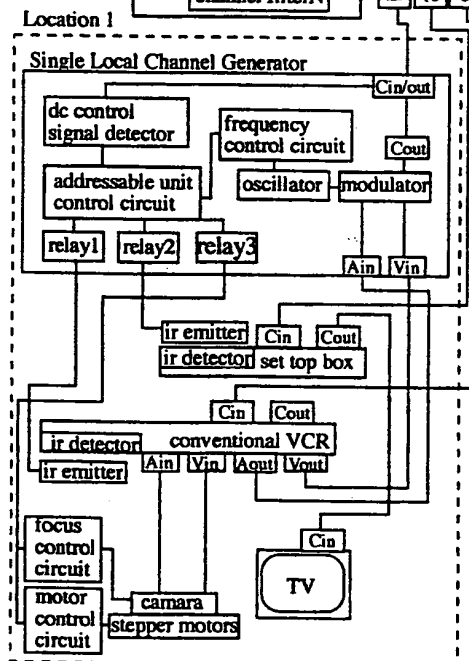 channel filterN
Location 1
Single Local Channel Generator
Cin/out
dc control
signal detector
frequency
control circuit
Cout
addressable unit
control circuit
oscillator
modulator
relay1
relay2
relay3
Ain
Vin
ir emitter
Cin
Cout
ir detector
set top box
Cin
Cout
ir detector
conventional VCR
ir emitter
Ain
Vin
Aout
Vout
focus
control
circuit
Cin
TV
motor
control
circuit
camara
stepper motors